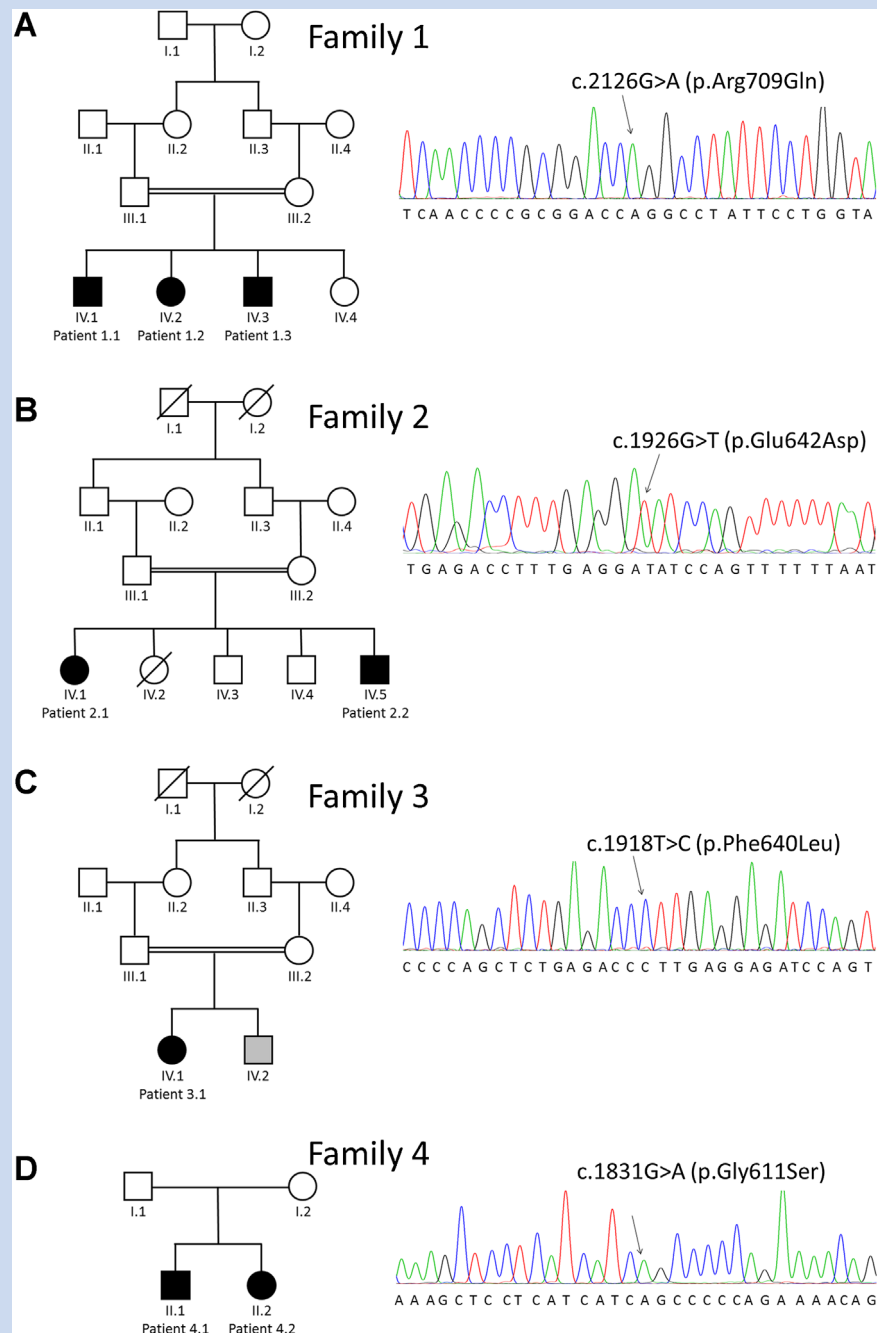 A
Family 1
I.1 I.2
c.2126G>A (p.Arg709Gln)
II.1 II.2 II.3 II.4
III.1 III.2
T C A A C C C C G C G G A C C A G G C C T A T T C C T G G T A
IV.1 IV.2 IV.3 IV.4
Patient 1.1 Patient 1.2 Patient 1.3
B
Family 2
I.1 I.2
c.1926G>T (p.Glu642Asp)
II.1 II.2 II.3 II.4
III.1 III.2
T G A G A C C T T T G A G G A T A T C C A G T T T T T T A A T
IV.1 IV.2 IV.3 IV.4 IV.5
Patient 2.1 Patient 2.2
C
Family 3
I.1 I.2
c.1918T>C (p.Phe640Leu)
II.1 II.2 II.3 II.4
III.1 III.2
C C C C A G C T C T G A G A C C C T T G A G G A G A T C C A G T
IV.1 IV.2
Patient 3.1
D
Family 4
I.1 I.2
c.1831G>A (p.Gly611Ser)
II.1 II.2
Patient 4.1 Patient 4.2
A A A G C T C C T C A T C A T C A G C C C C C A G A A A A C A G